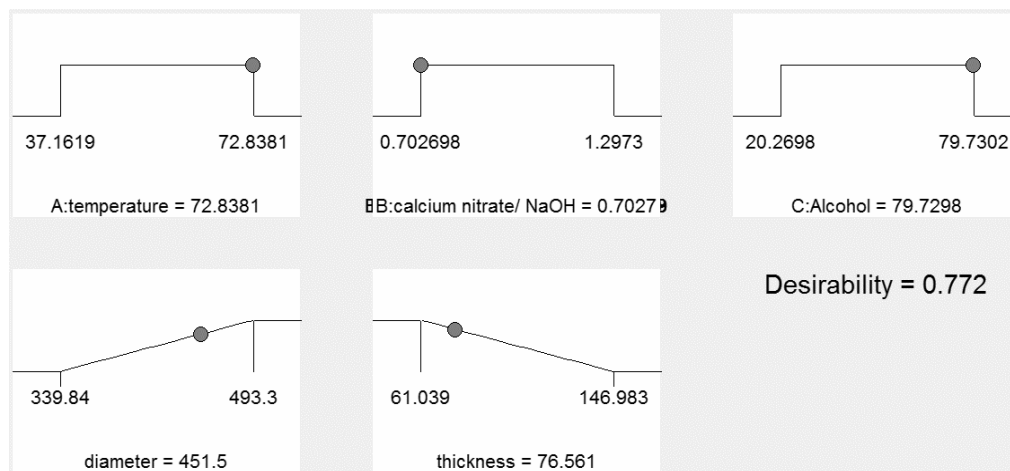 37.1619 72.8381
A:temperature = 72.8381
0.702698 1.2973
B:calcium nitrate/ NaOH =
20.2698 79.7302
C:Alcohol = 79.7298
Desirability = 0.772
339.84 493.3
diameter = 451.5
61.039 146.983
thickness = 76.561